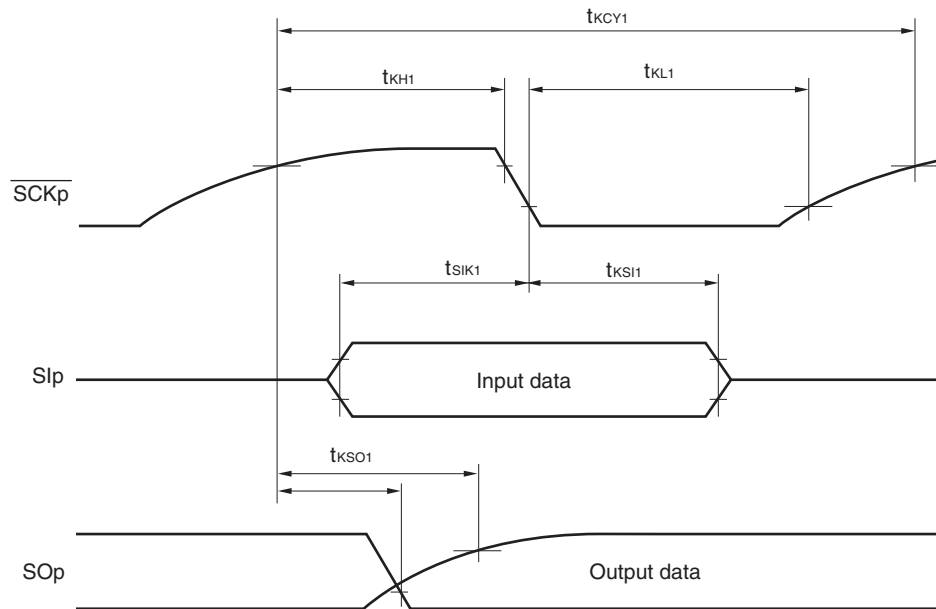 tKCY1
tKH1
tKL1
SCKp
tSIK1
tKSI1
SIp
Input data
tKSO1
SOp
Output data